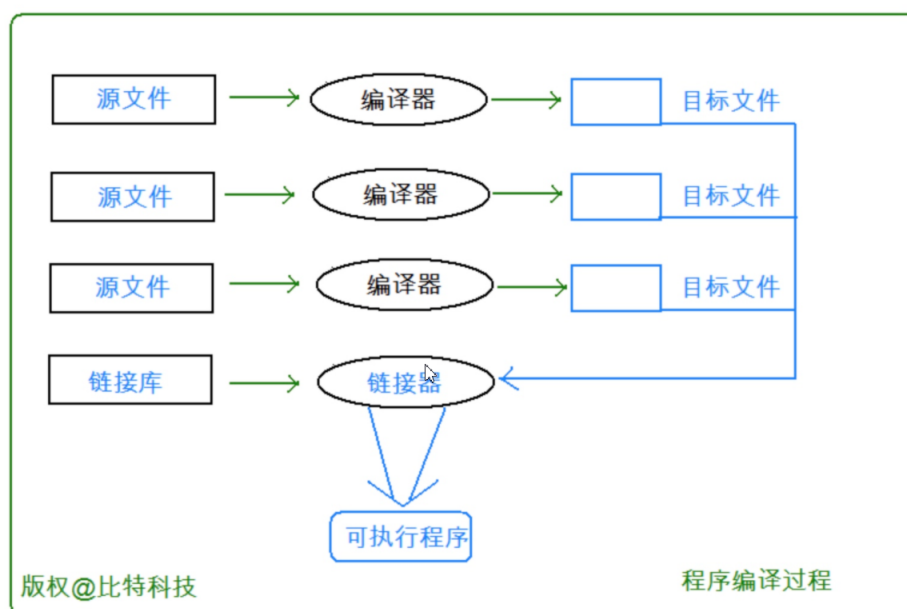 源文件
编译器
目标文件
源文件
编译器
目标文件
源文件
编译器
目标文件
链接库
链接器
可执行程序
版权@比特科技
程序编译过程